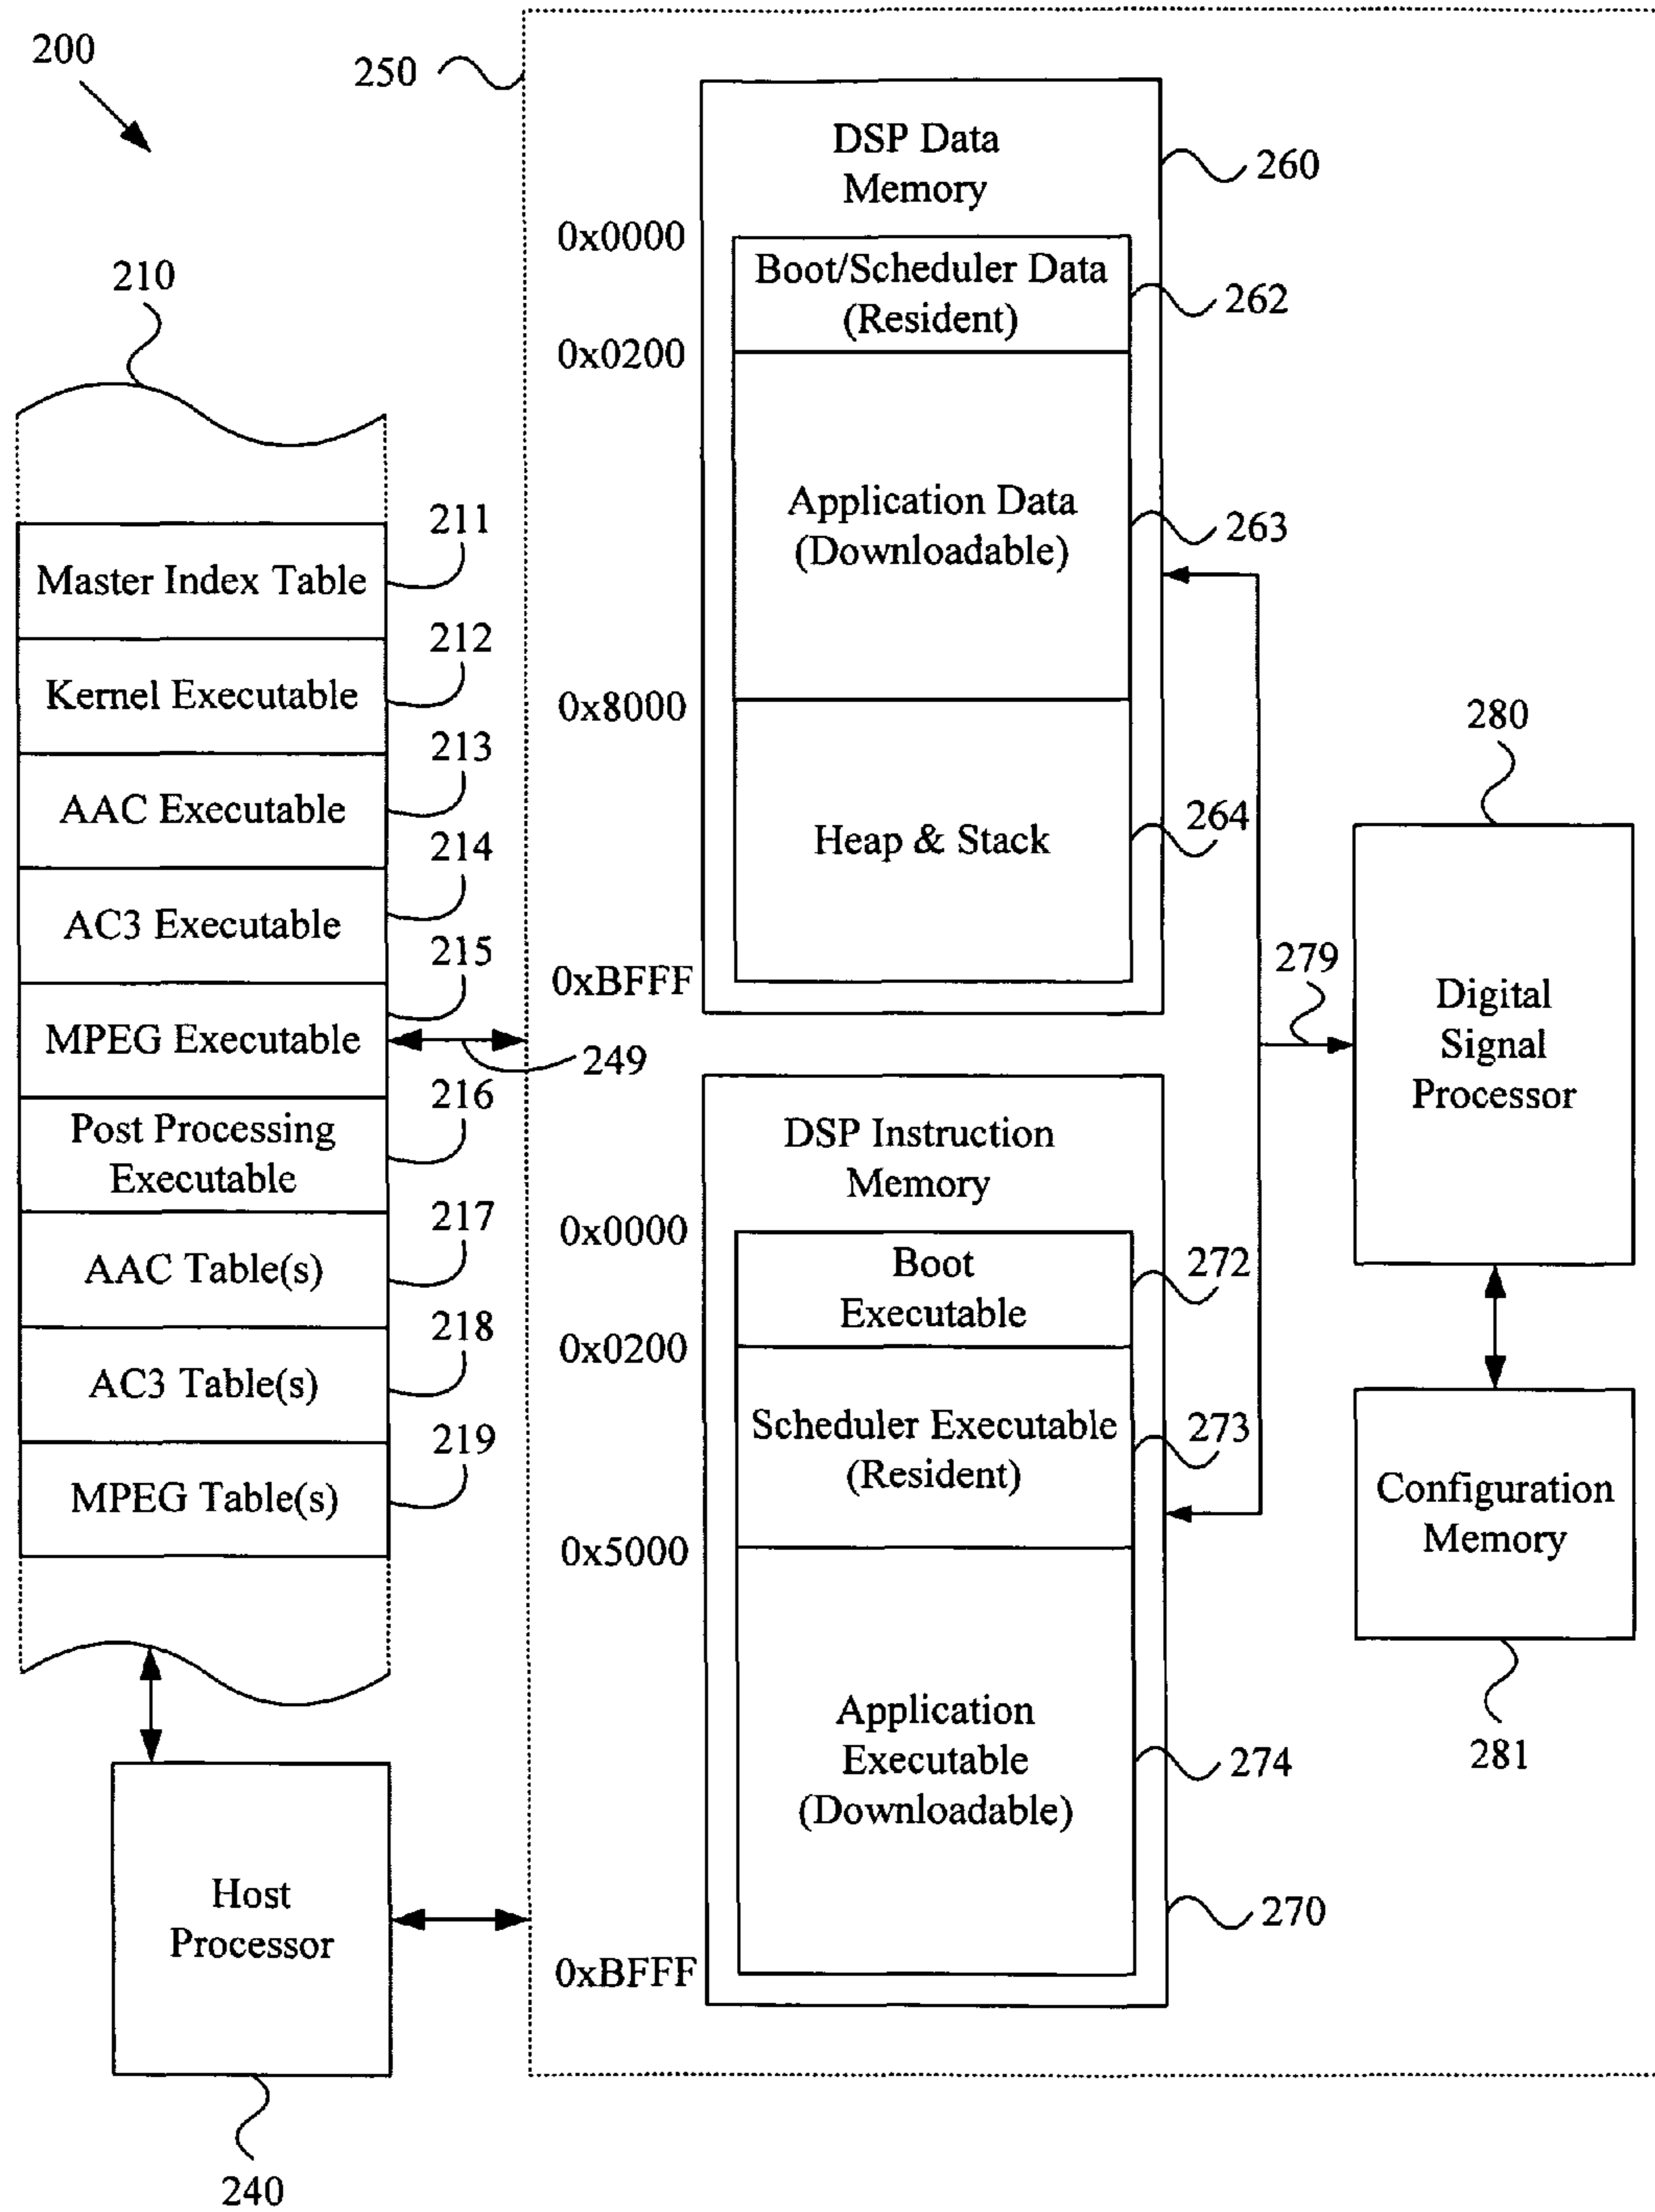 200
250
DSP Data
Memory
260
0x0000
Boot/Scheduler Data
(Resident)
262
0x0200
Application Data
(Downloadable)
263
0x8000
Heap & Stack
264
0xBFFF
210
Master Index Table
211
Kernel Executable
212
AAC Executable
213
AC3 Executable
214
MPEG Executable
215
249
Post Processing
Executable
216
AAC Table(s)
217
AC3 Table(s)
218
MPEG Table(s)
219
DSP Instruction
Memory
0x0000
Boot
Executable
272
0x0200
Scheduler Executable
(Resident)
273
0x5000
Application
Executable
(Downloadable)
274
270
0xBFFF
279
280
Digital
Signal
Processor
Configuration
Memory
281
Host
Processor
240